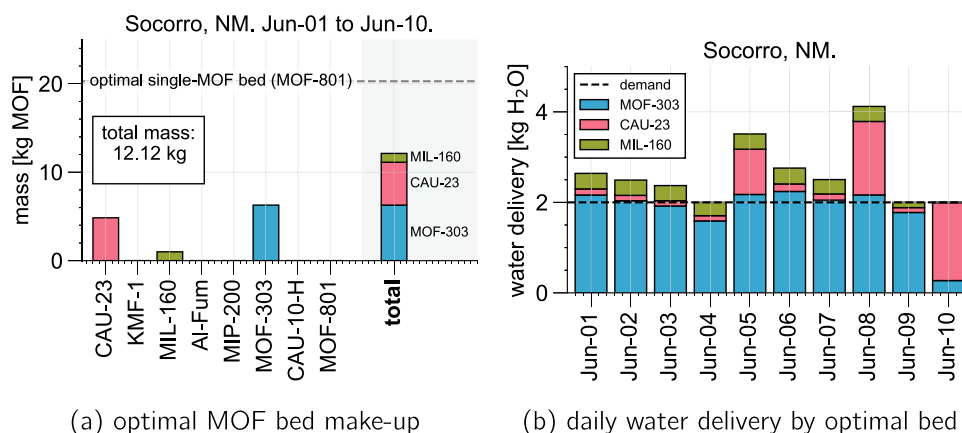 Socorro, NM. Jun-01 to Jun-10.
mass [kg MOF]
20
10
0
optimal single-MOF bed (MOF-801)
total mass:
12.12 kg
MIL-160
CAU-23
MOF-303
CAU-23
KMF-1
MIL-160
Al-Fum
MIP-200
MOF-303
CAU-10-H
MOF-801
total
(a) optimal MOF bed make-up
Socorro, NM.
water delivery [kg H₂O]
4
2
0
demand
MOF-303
CAU-23
MIL-160
Jun-01
Jun-02
Jun-03
Jun-04
Jun-05
Jun-06
Jun-07
Jun-08
Jun-09
Jun-10
(b) daily water delivery by optimal bed